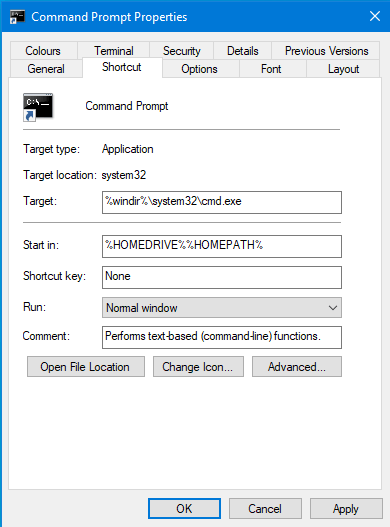 Command Prompt Properties
Colours Terminal Security Details Previous Versions
General Shortcut Options Font Layout
C:\_
Command Prompt
Target type: Application
Target location: system32
Target: %windir%\system32\cmd.exe
Start in: %HOMEDRIVE%%HOMEPATH%
Shortcut key: None
Run: Normal window
Comment: Performs text-based (command-line) functions.
Open File Location Change Icon... Advanced...
OK Cancel Apply